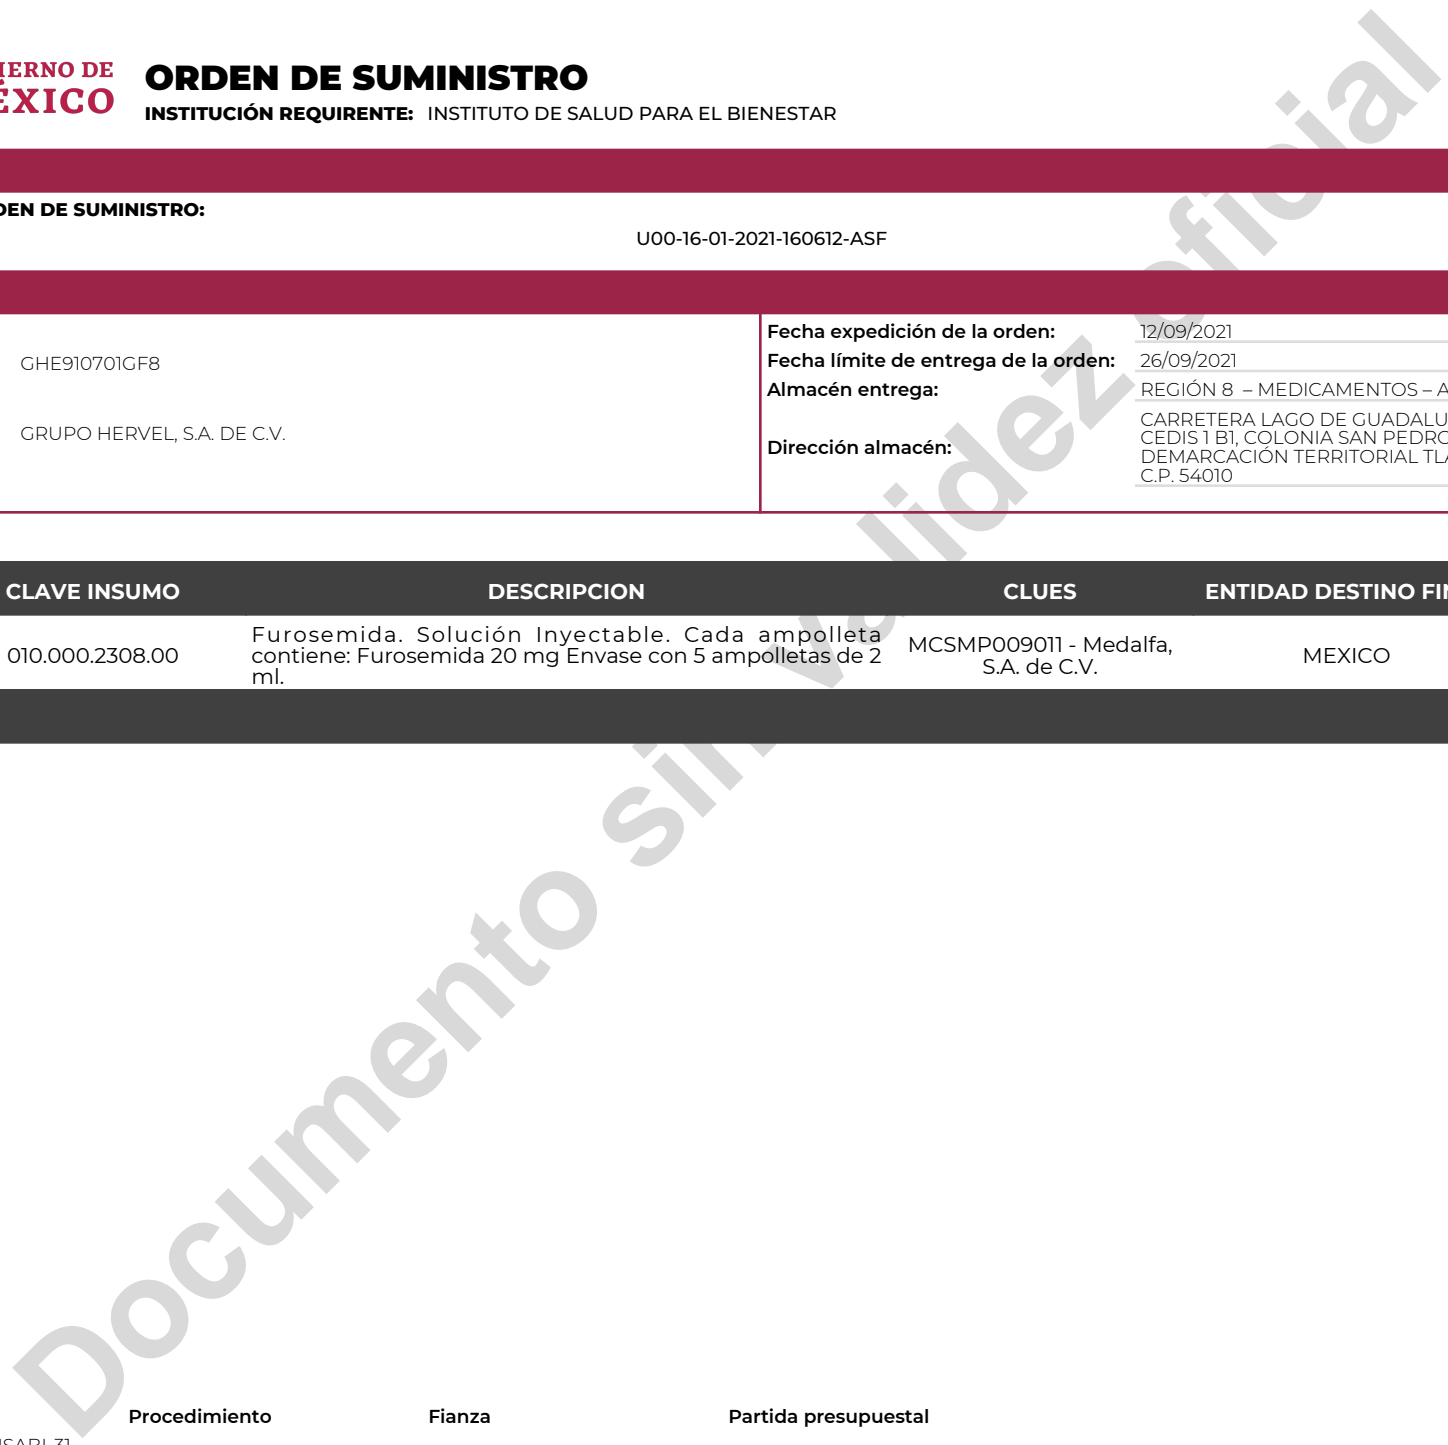 IERNO DE
ÉXICO
ORDEN DE SUMINISTRO
INSTITUCIÓN REQUIRENTE: INSTITUTO DE SALUD PARA EL BIENESTAR
DEN DE SUMINISTRO:
U00-16-01-2021-160612-ASF
GHE910701GF8
GRUPO HERVEL, S.A. DE C.V.
Fecha expedición de la orden: 12/09/2021
Fecha límite de entrega de la orden: 26/09/2021
Almacén entrega: REGIÓN 8 – MEDICAMENTOS – A
Dirección almacén:
CARRETERA LAGO DE GUADALU
CEDIS 1 B1, COLONIA SAN PEDRO
DEMARCACIÓN TERRITORIAL TLA
C.P. 54010
CLAVE INSUMO DESCRIPCION CLUES ENTIDAD DESTINO FIN
010.000.2308.00
Furosemida. Solución Inyectable. Cada ampolleta
contiene: Furosemida 20 mg Envase con 5 ampolletas de 2
ml.
MCSMP009011 - Medalfa,
S.A. de C.V.
MEXICO
Documento sin validez oficial
Procedimiento Fianza Partida presupuestal